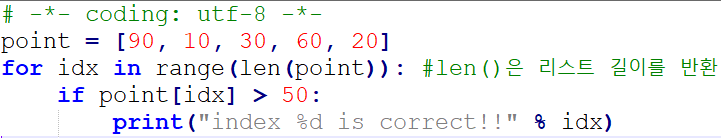 # -*- coding: utf-8 -*-
point = [90, 10, 30, 60, 20]
for idx in range(len(point)): #len()은 리스트 길이를 반환
    if point[idx] > 50:
        print("index %d is correct!!" % idx)